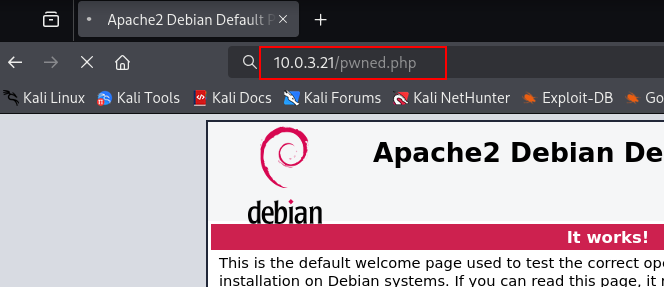 Apache2 Debian Default P
10.0.3.21/pwned.php
Kali Linux Kali Tools Kali Docs Kali Forums Kali NetHunter Exploit-DB Go
Apache2 Debian De
debian
It works!
This is the default welcome page used to test the correct ope
installation on Debian systems. If you can read this page, it